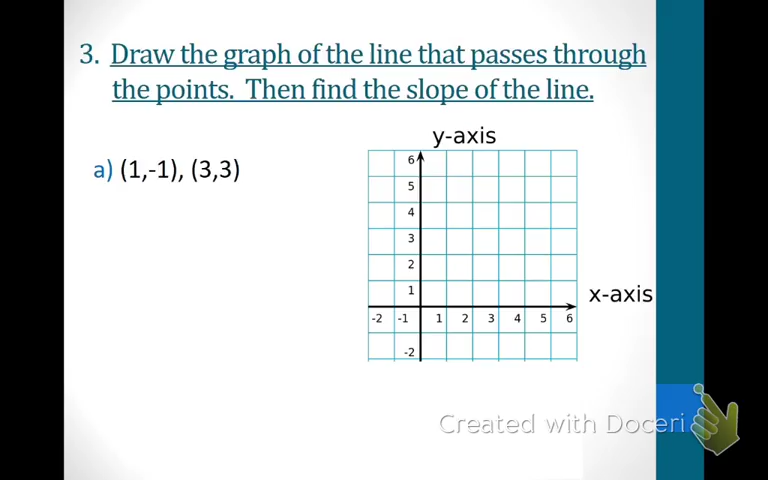 3. Draw the graph of the line that passes through
the points. Then find the slope of the line.
y-axis
a) (1,-1), (3,3)
6
5
4
3
2
1
x-axis
-2 -1 1 2 3 4 5 6
-2
Created with Doceri